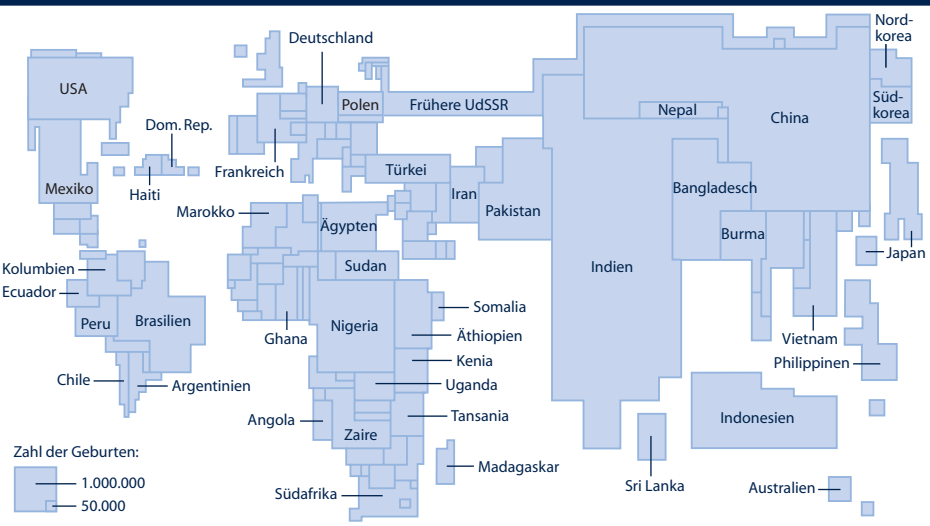 Nord-
korea
Deutschland
USA
Polen
Frühere UdSSR
Süd-
korea
Nepal
China
Dom. Rep.
Frankreich
Türkei
Mexiko
Haiti
Iran
Bangladesch
Marokko
Pakistan
Ägypten
Burma
Japan
Kolumbien
Sudan
Indien
Ecuador
Somalia
Peru
Brasilien
Nigeria
Ghana
Äthiopien
Vietnam
Kenia
Philippinen
Chile
Argentinien
Uganda
Angola
Tansania
Indonesien
Zaire
Zahl der Geburten:
1.000.000
50.000
Madagaskar
Südafrika
Sri Lanka
Australien